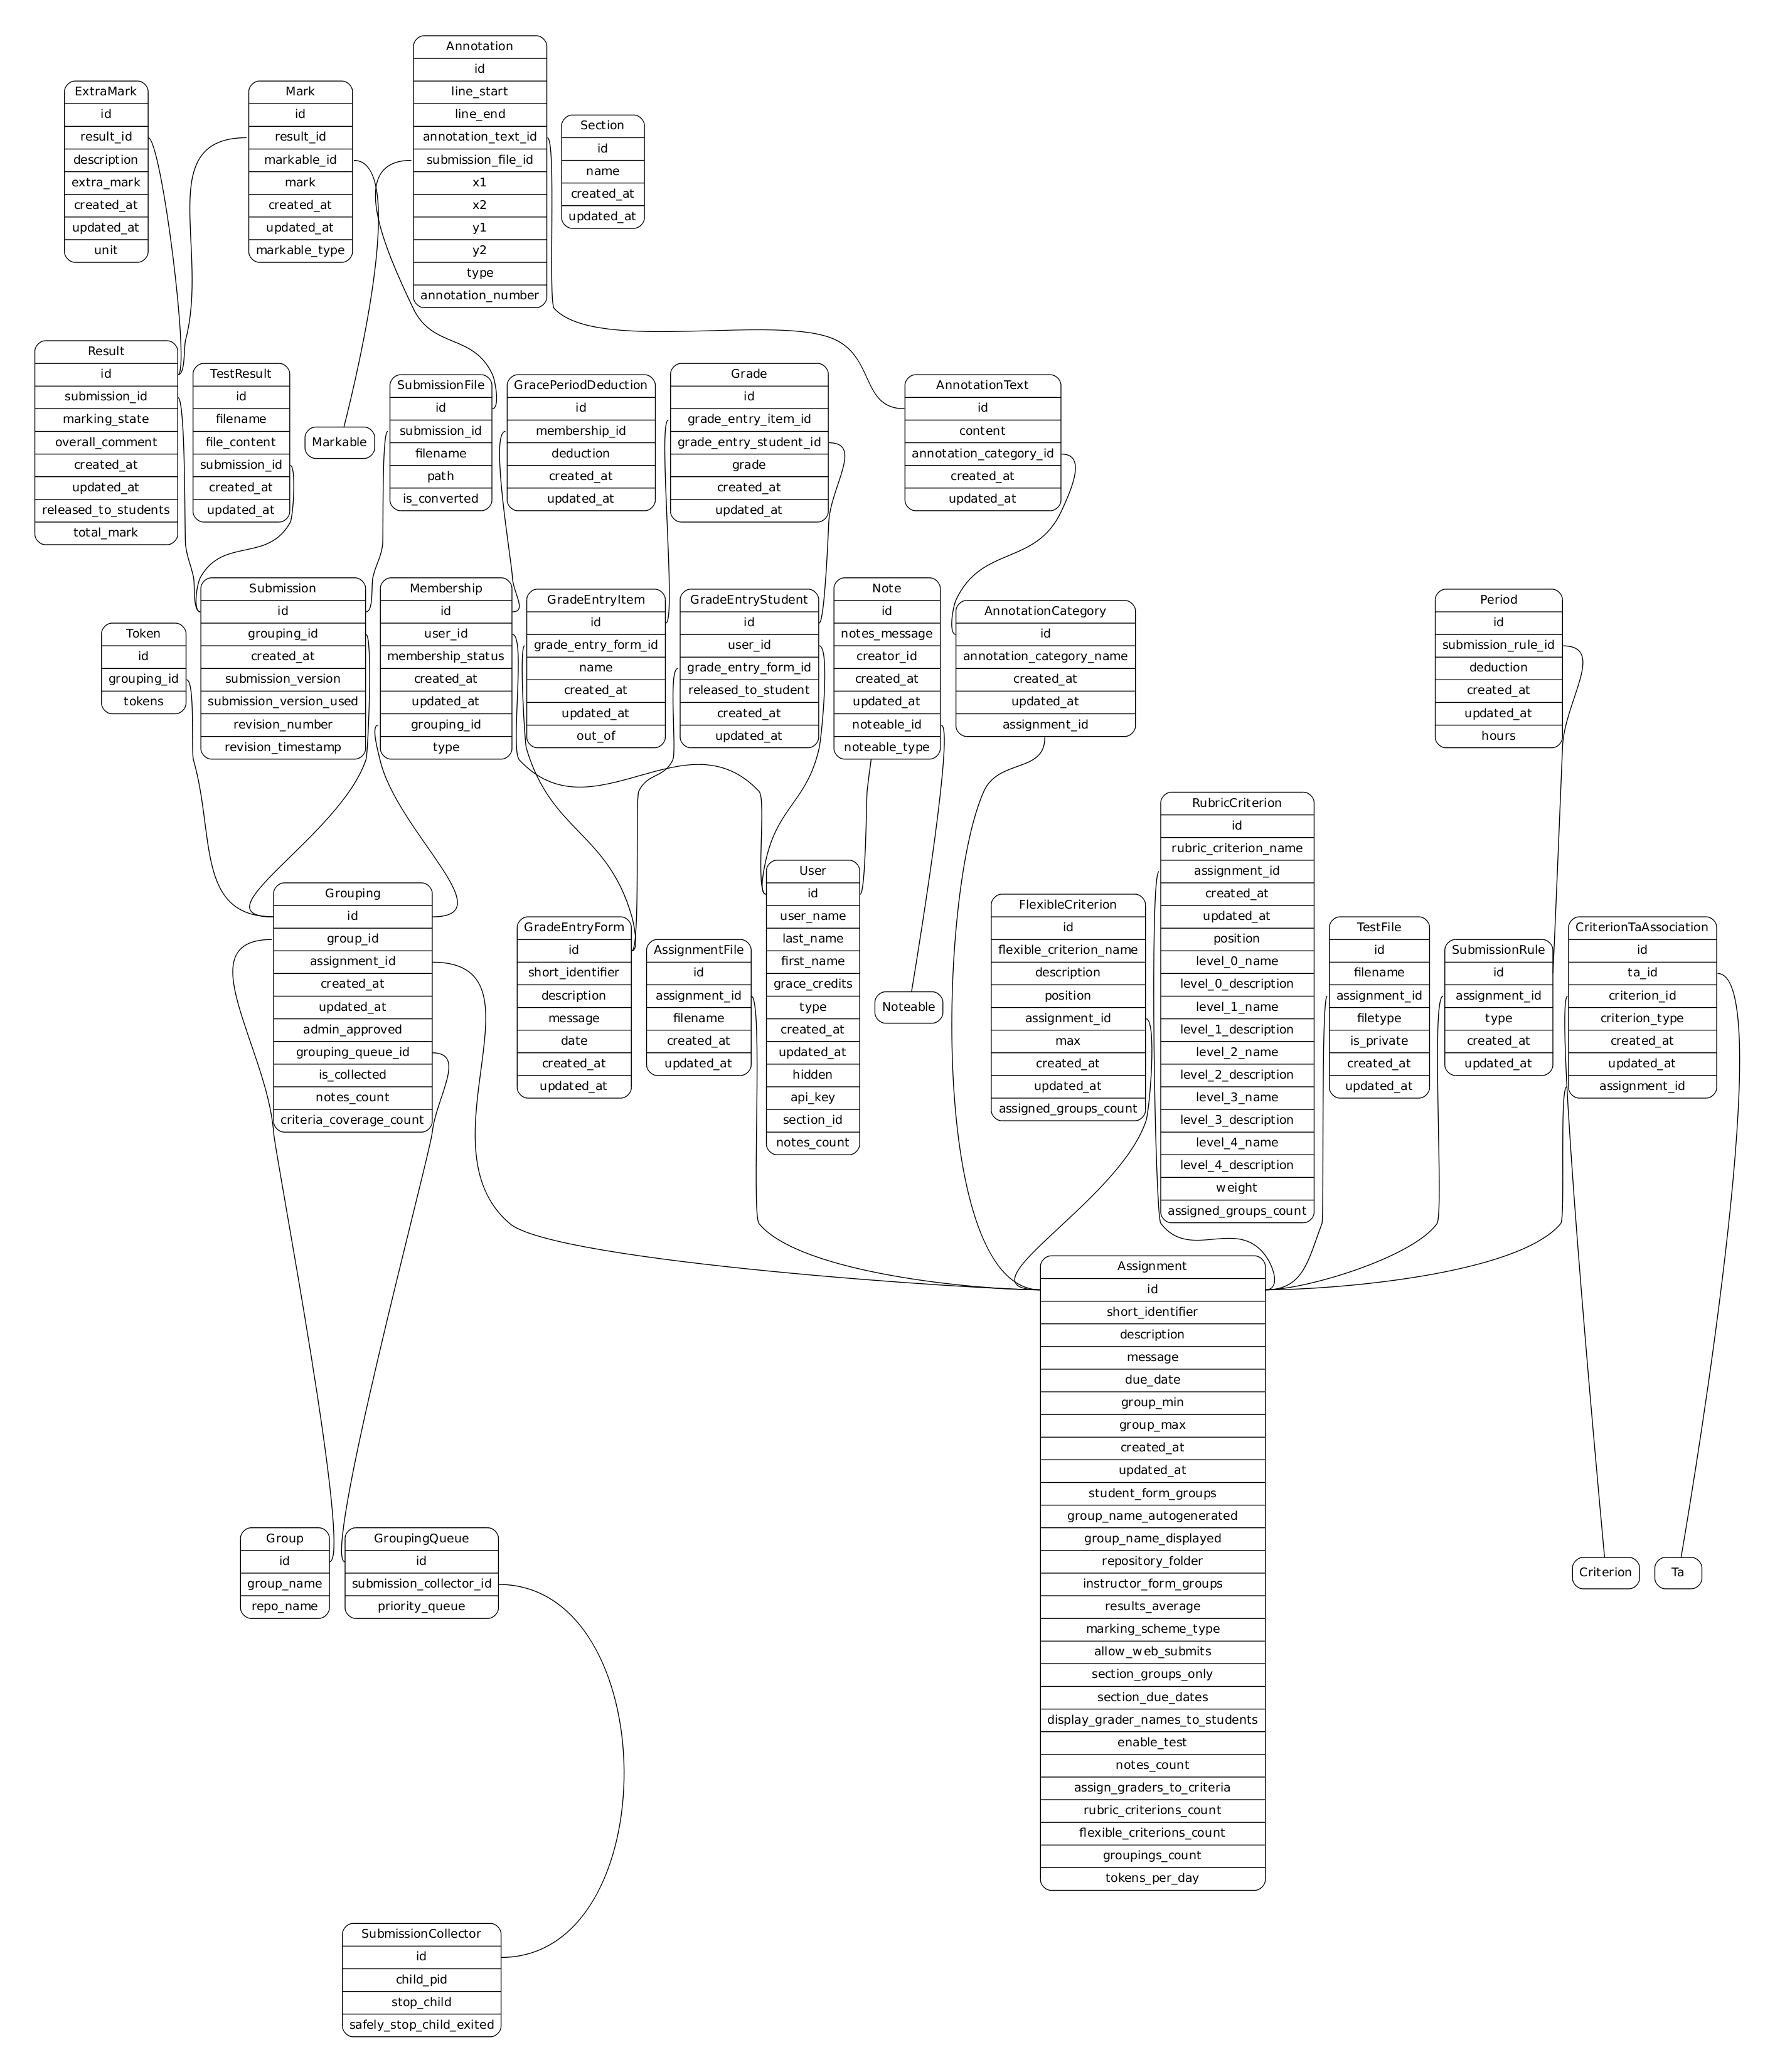 Annotation
id
line_start
line_end
annotation_text_id
submission_file_id
x1
x2
y1
y2
type
annotation_number
ExtraMark
id
result_id
description
extra_mark
created_at
updated_at
unit
Mark
id
result_id
markable_id
mark
created_at
updated_at
markable_type
Section
id
name
created_at
updated_at
Result
id
submission_id
marking_state
overall_comment
created_at
updated_at
released_to_students
total_mark
TestResult
id
filename
file_content
submission_id
created_at
updated_at
Markable
SubmissionFile
id
submission_id
filename
path
is_converted
GracePeriodDeduction
id
membership_id
deduction
created_at
updated_at
Grade
id
grade_entry_item_id
grade_entry_student_id
grade
created_at
updated_at
AnnotationText
id
content
annotation_category_id
created_at
updated_at
Token
id
grouping_id
tokens
Submission
id
grouping_id
created_at
submission_version
submission_version_used
revision_number
revision_timestamp
Membership
id
user_id
membership_status
created_at
updated_at
grouping_id
type
GradeEntryItem
id
grade_entry_form_id
name
created_at
updated_at
out_of
GradeEntryStudent
id
user_id
grade_entry_form_id
released_to_student
created_at
updated_at
Note
id
notes_message
creator_id
created_at
updated_at
noteable_id
noteable_type
AnnotationCategory
id
annotation_category_name
created_at
updated_at
assignment_id
Period
id
submission_rule_id
deduction
created_at
updated_at
hours
Grouping
id
group_id
assignment_id
created_at
updated_at
admin_approved
grouping_queue_id
is_collected
notes_count
criteria_coverage_count
GradeEntryForm
id
short_identifier
description
message
date
created_at
updated_at
AssignmentFile
id
assignment_id
filename
created_at
updated_at
User
id
user_name
last_name
first_name
grace_credits
type
created_at
updated_at
hidden
api_key
section_id
notes_count
Noteable
FlexibleCriterion
id
flexible_criterion_name
description
position
assignment_id
max
created_at
updated_at
assigned_groups_count
RubricCriterion
id
rubric_criterion_name
assignment_id
created_at
updated_at
position
level_0_name
level_0_description
level_1_name
level_1_description
level_2_name
level_2_description
level_3_name
level_3_description
level_4_name
level_4_description
weight
assigned_groups_count
TestFile
id
filename
assignment_id
filetype
is_private
created_at
updated_at
SubmissionRule
id
assignment_id
type
created_at
updated_at
CriterionTaAssociation
id
ta_id
criterion_id
criterion_type
created_at
updated_at
assignment_id
Assignment
id
short_identifier
description
message
due_date
group_min
group_max
created_at
updated_at
student_form_groups
group_name_autogenerated
group_name_displayed
repository_folder
instructor_form_groups
results_average
marking_scheme_type
allow_web_submits
section_groups_only
section_due_dates
display_grader_names_to_students
enable_test
notes_count
assign_graders_to_criteria
rubric_criterions_count
flexible_criterions_count
groupings_count
tokens_per_day
Group
id
group_name
repo_name
GroupingQueue
id
submission_collector_id
priority_queue
Criterion
Ta
SubmissionCollector
id
child_pid
stop_child
safely_stop_child_exited